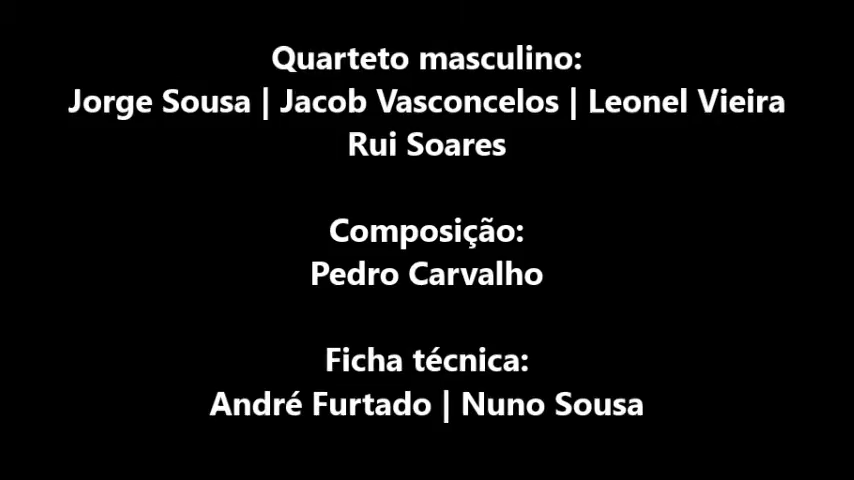 Quarteto masculino:
Jorge Sousa | Jacob Vasconcelos | Leonel Vieira
Rui Soares
Composição:
Pedro Carvalho
Ficha técnica:
André Furtado | Nuno Sousa